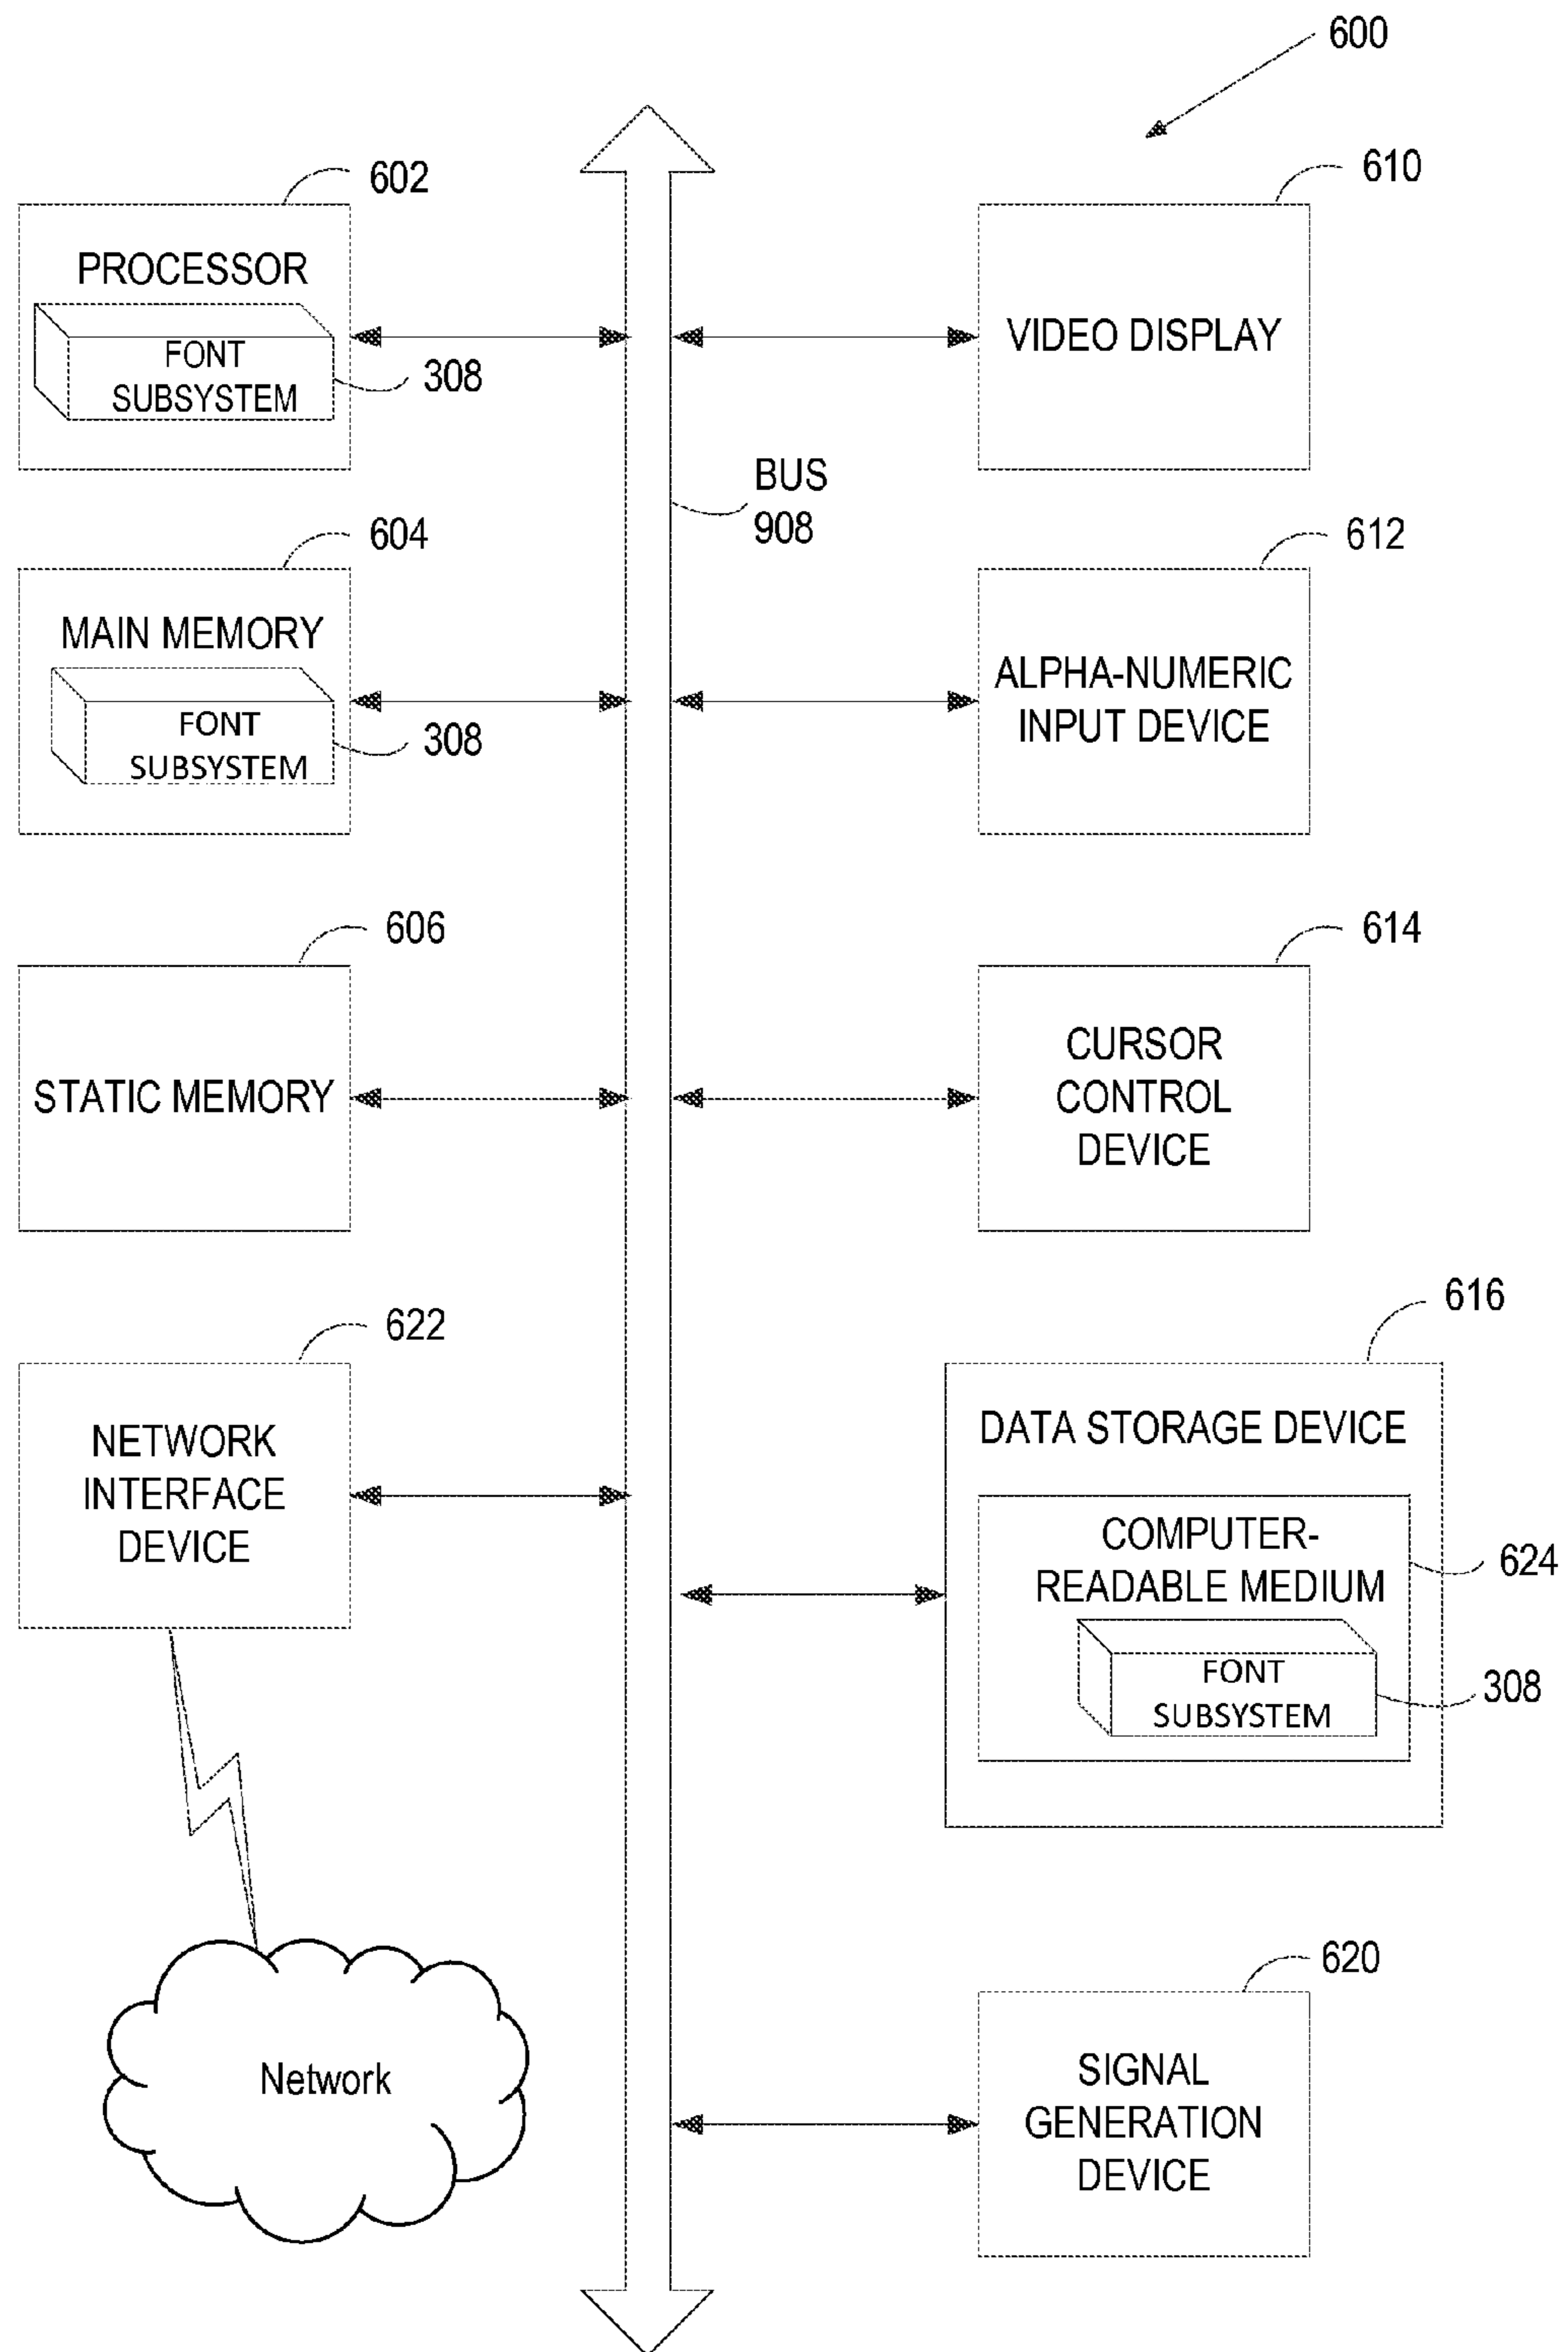 600
602
PROCESSOR
FONT
SUBSYSTEM
308
610
VIDEO DISPLAY
BUS
908
604
MAIN MEMORY
FONT
SUBSYSTEM
308
612
ALPHA-NUMERIC
INPUT DEVICE
606
STATIC MEMORY
614
CURSOR
CONTROL
DEVICE
622
NETWORK
INTERFACE
DEVICE
616
DATA STORAGE DEVICE
COMPUTER-
READABLE MEDIUM
624
FONT
SUBSYSTEM
308
Network
620
SIGNAL
GENERATION
DEVICE